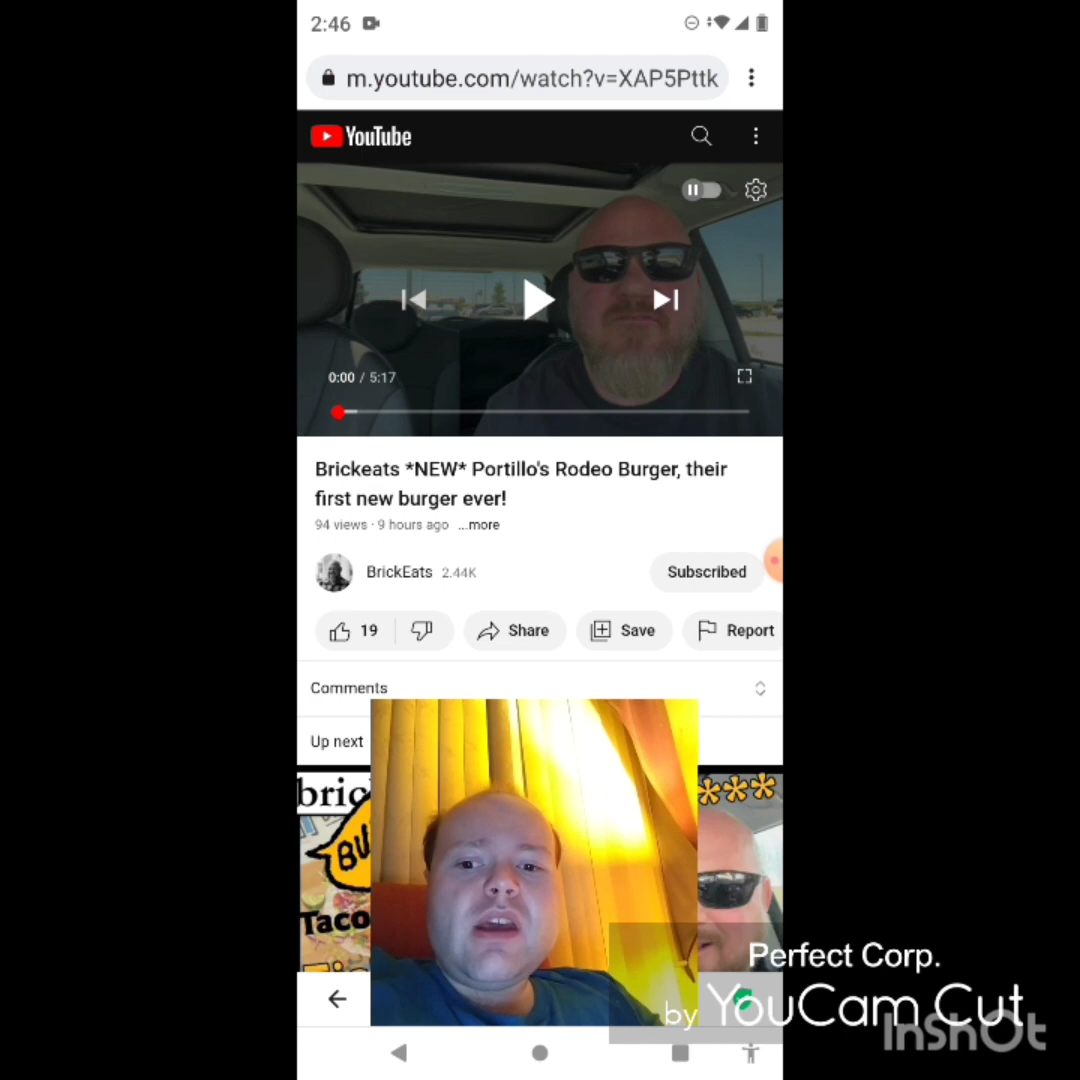 2:46
m.youtube.com/watch?v=XAP5Pttk
YouTube
0:00 / 5:17
Brickeats *NEW* Portillo's Rodeo Burger, their
first new burger ever!
94 views · 9 hours ago ...more
BrickEats 2.44K
Subscribed
19
Share
Save
Report
Comments
Up next
bric
BU
***
Taco
Perfect Corp.
by YouCam Cut
InShOt